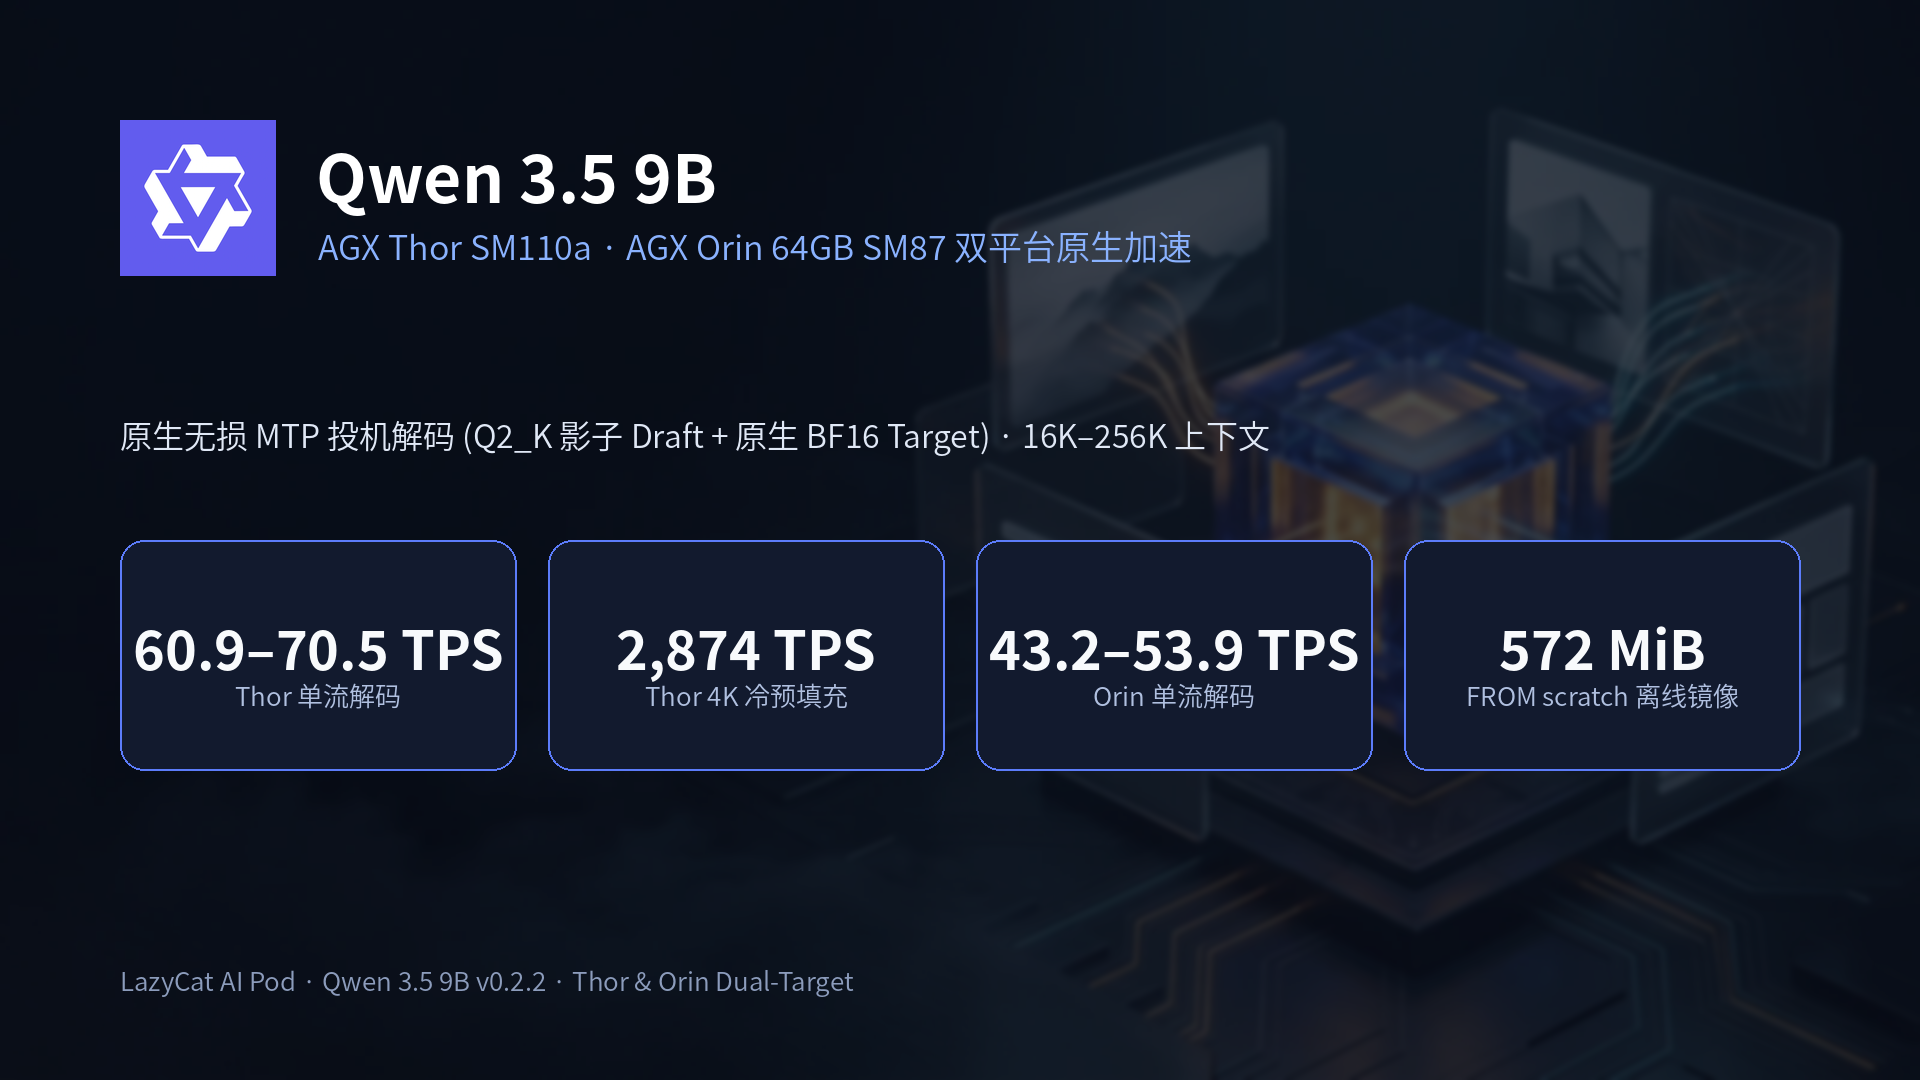 Qwen 3.5 9B
AGX Thor SM110a · AGX Orin 64GB SM87 双平台原生加速
原生无损 MTP 投机解码 (Q2_K 影子 Draft + 原生 BF16 Target) · 16K–256K 上下文
60.9–70.5 TPS
Thor 单流解码
2,874 TPS
Thor 4K 冷预填充
43.2–53.9 TPS
Orin 单流解码
572 MiB
FROM scratch 离线镜像
LazyCat AI Pod · Qwen 3.5 9B v0.2.2 · Thor & Orin Dual-Target